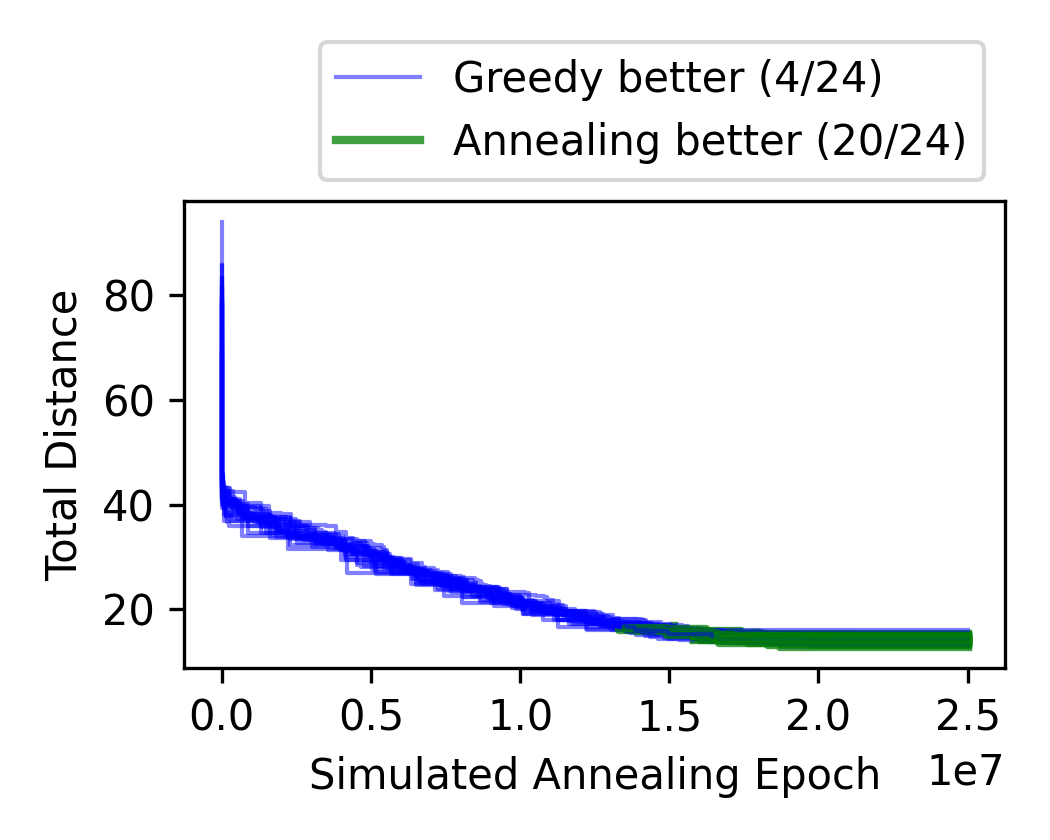 Greedy better (4/24)
Annealing better (20/24)
Total Distance
80
60
40
20
0.0 0.5 1.0 1.5 2.0 2.5
1e7
Simulated Annealing Epoch